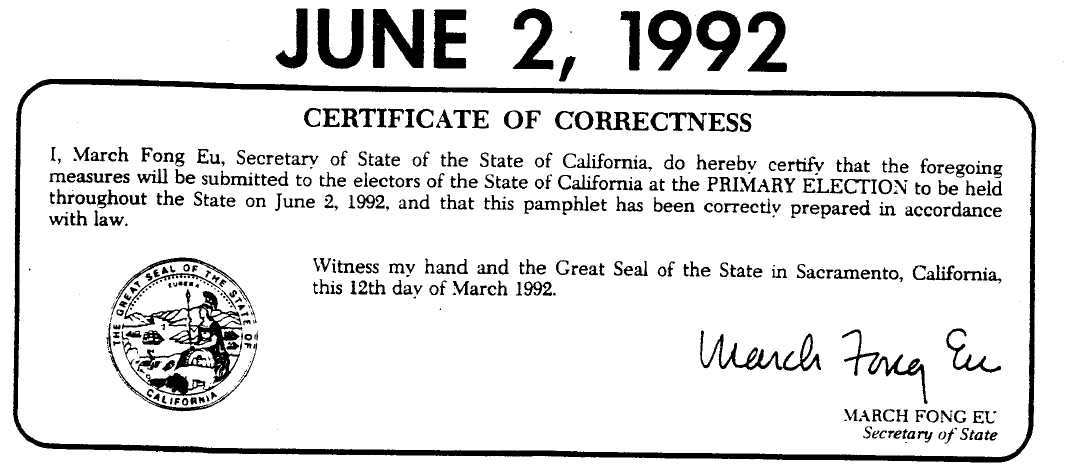 JUNE 2, 1992
CERTIFICATE OF CORRECTNESS
I, March Fong Eu, Secretary of State of the State of California, do hereby certify that the foregoing
measures will be submitted to the electors of the State of California at the PRIMARY ELECTION to be held
throughout the State on June 2, 1992, and that this pamphlet has been correctly prepared in accordance
with law.
Witness my hand and the Great Seal of the State in Sacramento, California,
this 12th day of March 1992.
THE GREAT SEAL OF THE STATE OF CALIFORNIA
EUREKA
March Fong Eu
MARCH FONG EU
Secretary of State